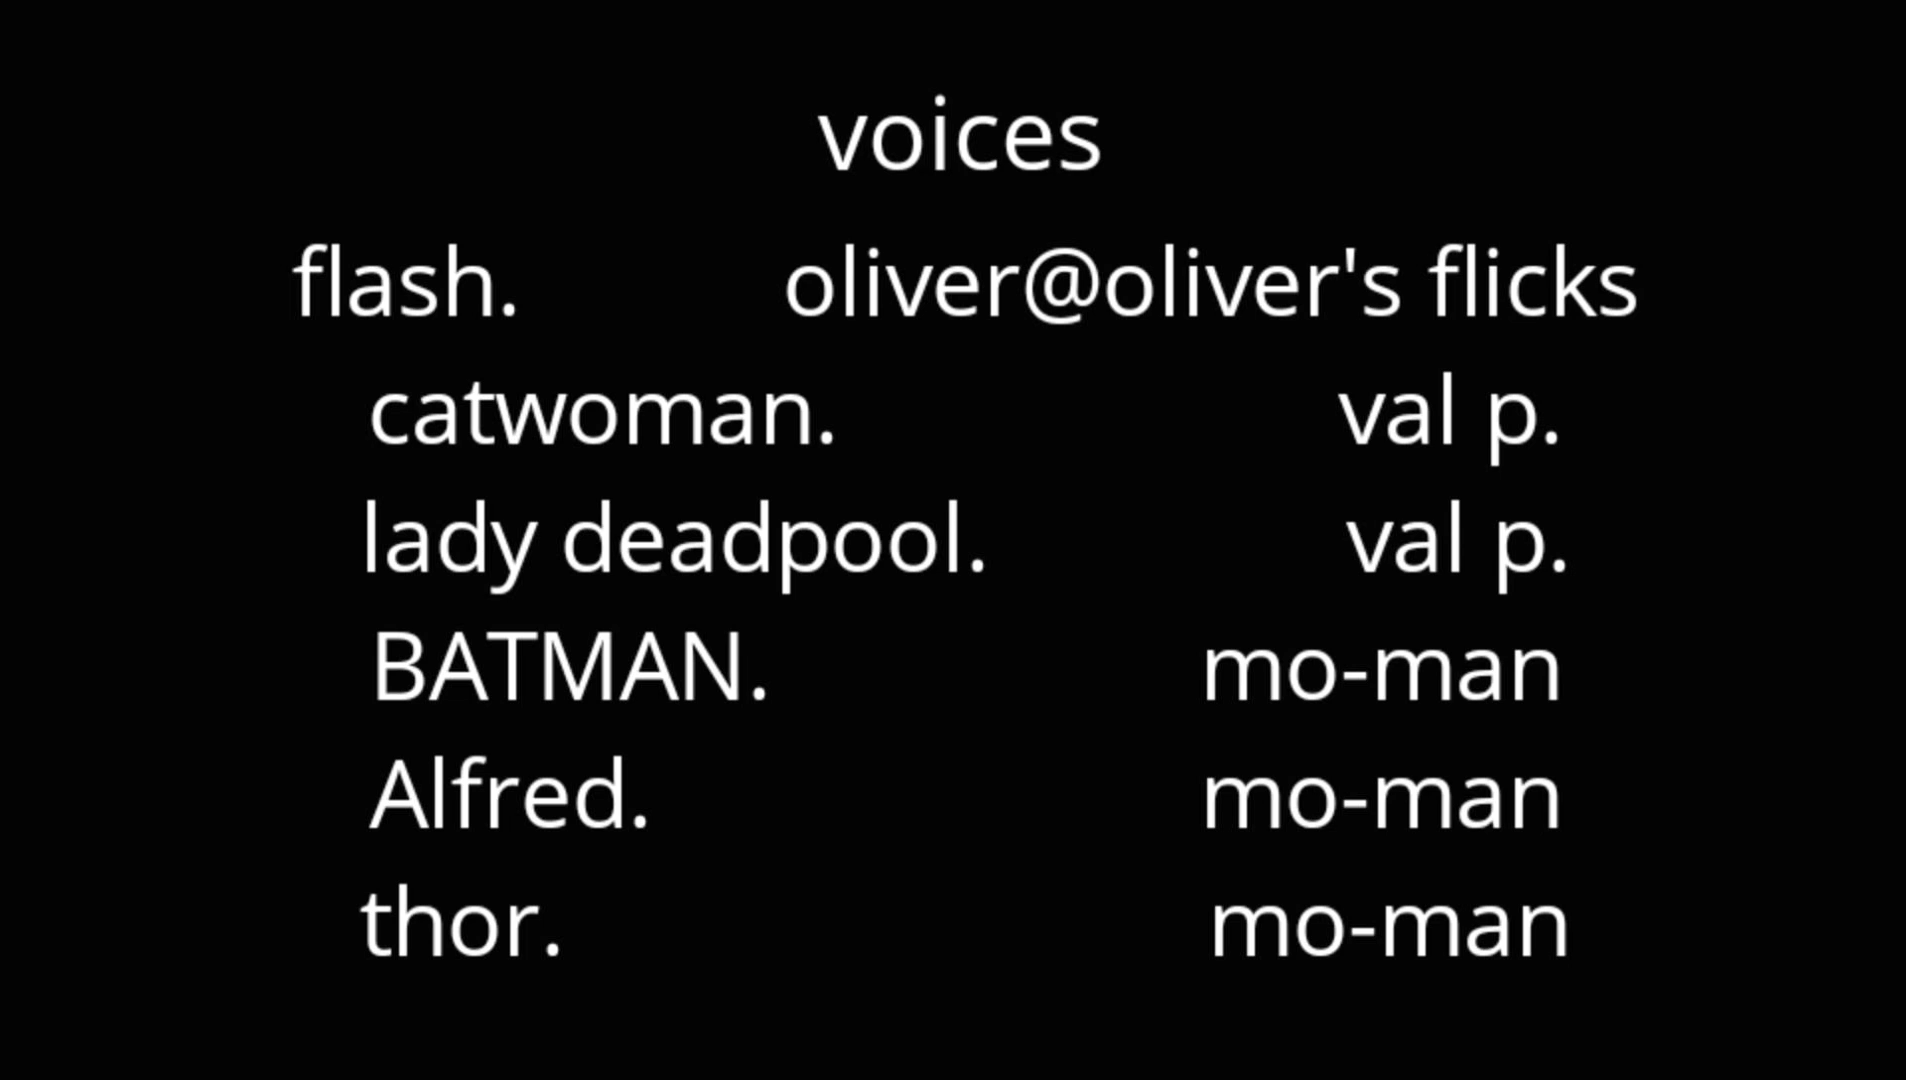 voices
flash. oliver@oliver's flicks
catwoman. val p.
lady deadpool. val p.
BATMAN. mo-man
Alfred. mo-man
thor. mo-man